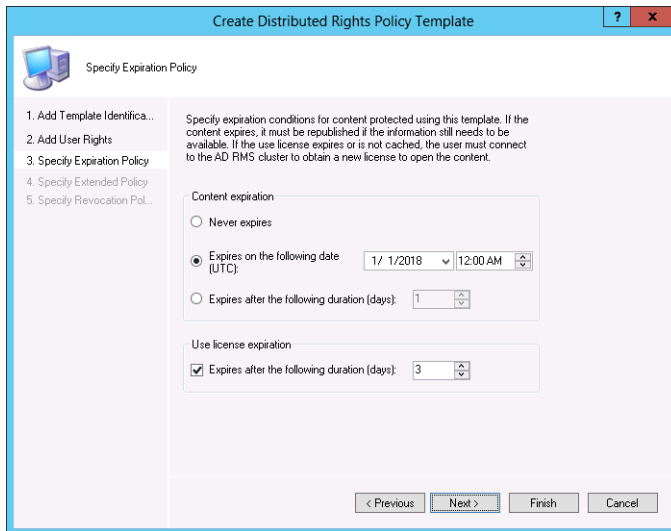 Create Distributed Rights Policy Template
? x
Specify Expiration Policy
1. Add Template Identifica...
2. Add User Rights
3. Specify Expiration Policy
4. Specify Extended Policy
5. Specify Revocation Pol...
Specify expiration conditions for content protected using this template. If the
content expires, it must be republished if the information still needs to be
available. If the use license expires or is not cached, the user must connect
to the AD RMS cluster to obtain a new license to open the content.
Content expiration
Never expires
Expires on the following date
(UTC):
1/ 1/2018 12:00 AM
Expires after the following duration (days): 1
Use license expiration
Expires after the following duration (days): 3
< Previous Next > Finish Cancel